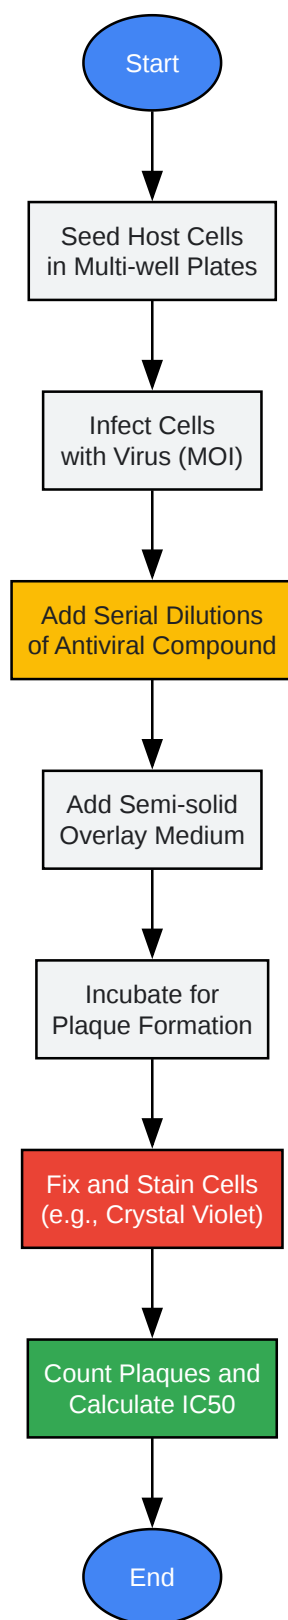 Start
Seed Host Cells
in Multi-well Plates
Infect Cells
with Virus (MOI)
Add Serial Dilutions
of Antiviral Compound
Add Semi-solid
Overlay Medium
Incubate for
Plaque Formation
Fix and Stain Cells
(e.g., Crystal Violet)
Count Plaques and
Calculate IC50
End